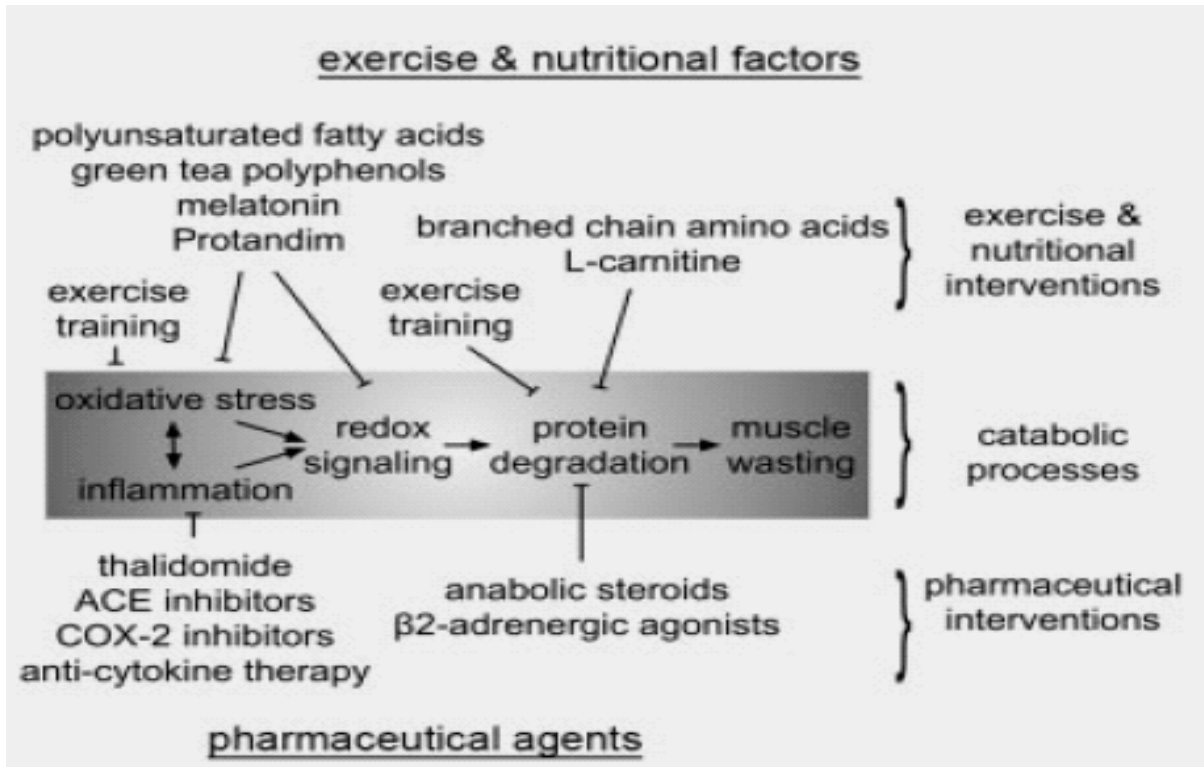 exercise & nutritional factors
polyunsaturated fatty acids
green tea polyphenols
melatonin
Protandim
branched chain amino acids
L-carnitine
exercise &
nutritional
interventions
exercise
training
exercise
training
oxidative stress
inflammation
redox
signaling
protein
degradation
muscle
wasting
catabolic
processes
thalidomide
ACE inhibitors
COX-2 inhibitors
anti-cytokine therapy
anabolic steroids
β2-adrenergic agonists
pharmaceutical
interventions
pharmaceutical agents